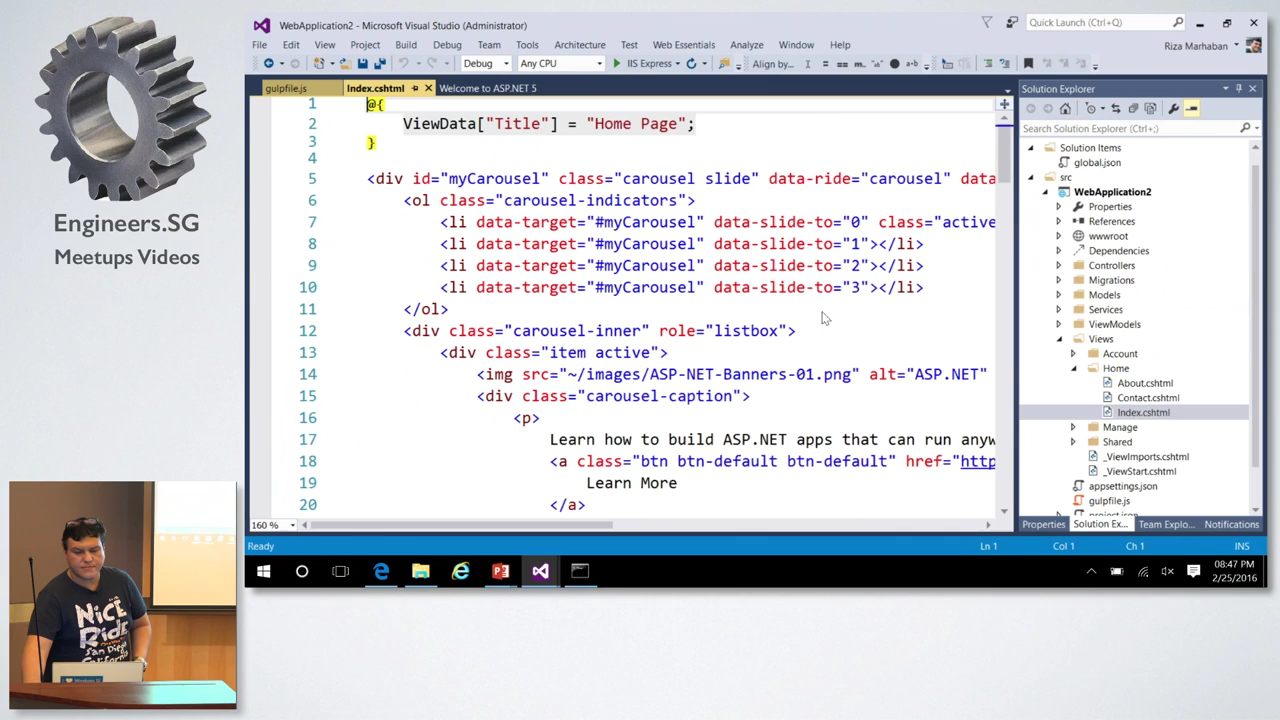 Engineers.SG
Meetups Videos
NiCE
RiDE
San Diego
California
WebApplication2 - Microsoft Visual Studio (Administrator)
Quick Launch (Ctrl+Q)
File Edit View Project Build Debug Team Tools Architecture Test Web Essentials Analyze Window Help
Riza Marhaban
Debug Any CPU IIS Express Align by...
gulpfile.js Index.cshtml Welcome to ASP.NET 5
1 @{
2 ViewData["Title"] = "Home Page";
3 }
4
5 <div id="myCarousel" class="carousel slide" data-ride="carousel" data
6 <ol class="carousel-indicators">
7 <li data-target="#myCarousel" data-slide-to="0" class="active
8 <li data-target="#myCarousel" data-slide-to="1"></li>
9 <li data-target="#myCarousel" data-slide-to="2"></li>
10 <li data-target="#myCarousel" data-slide-to="3"></li>
11 </ol>
12 <div class="carousel-inner" role="listbox">
13 <div class="item active">
14 <img src="~/images/ASP-NET-Banners-01.png" alt="ASP.NET"
15 <div class="carousel-caption">
16 <p>
17 Learn how to build ASP.NET apps that can run anyw
18 <a class="btn btn-default btn-default" href="http
19 Learn More
20 </a>
160 %
Solution Explorer
Search Solution Explorer (Ctrl+;)
Solution Items
global.json
src
WebApplication2
Properties
References
wwwroot
Dependencies
Controllers
Migrations
Models
Services
ViewModels
Views
Account
Home
About.cshtml
Contact.cshtml
Index.cshtml
Manage
Shared
_ViewImports.cshtml
_ViewStart.cshtml
appsettings.json
gulpfile.js
project.json
Properties Solution Ex... Team Explo... Notifications
Ready Ln 1 Col 1 Ch 1 INS
08:47 PM
2/25/2016